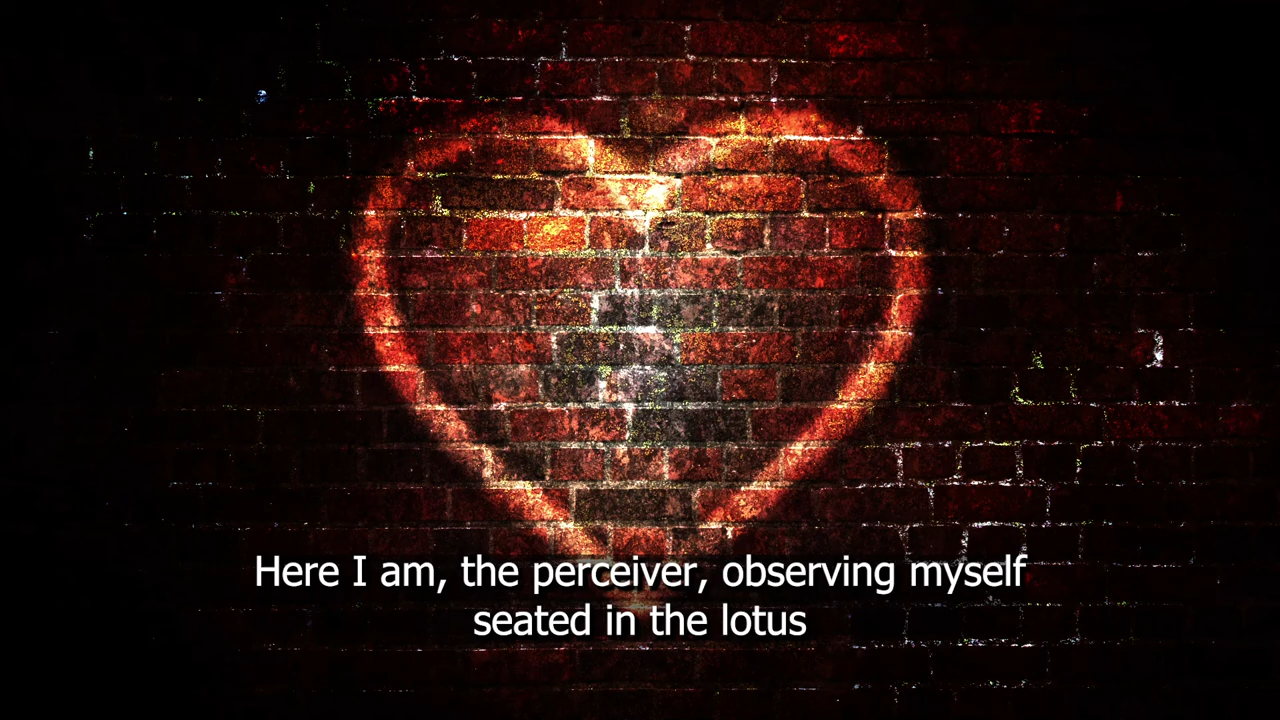 Here I am, the perceiver, observing myself
seated in the lotus